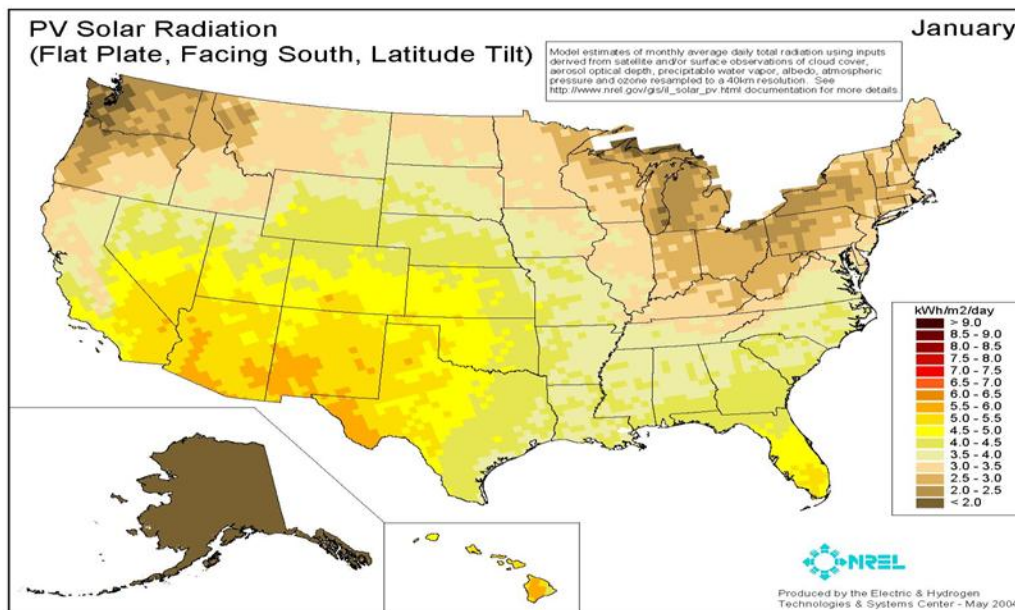 PV Solar Radiation
(Flat Plate, Facing South, Latitude Tilt)
January
Model estimates of monthly average daily total radiation using inputs
derived from satellite and/or surface observations of cloud cover,
aerosol optical depth, precipitable water vapor, albedo, atmospheric
pressure and ozone resampled to a 40km resolution. See
http://www.nrel.gov/gis/il_solar_pv.html documentation for more details.
kWh/m2/day
> 9.0
8.5 - 9.0
8.0 - 8.5
7.5 - 8.0
7.0 - 7.5
6.5 - 7.0
6.0 - 6.5
5.5 - 6.0
5.0 - 5.5
4.5 - 5.0
4.0 - 4.5
3.5 - 4.0
3.0 - 3.5
2.5 - 3.0
2.0 - 2.5
< 2.0
NREL
Produced by the Electric & Hydrogen
Technologies & Systems Center - May 2004